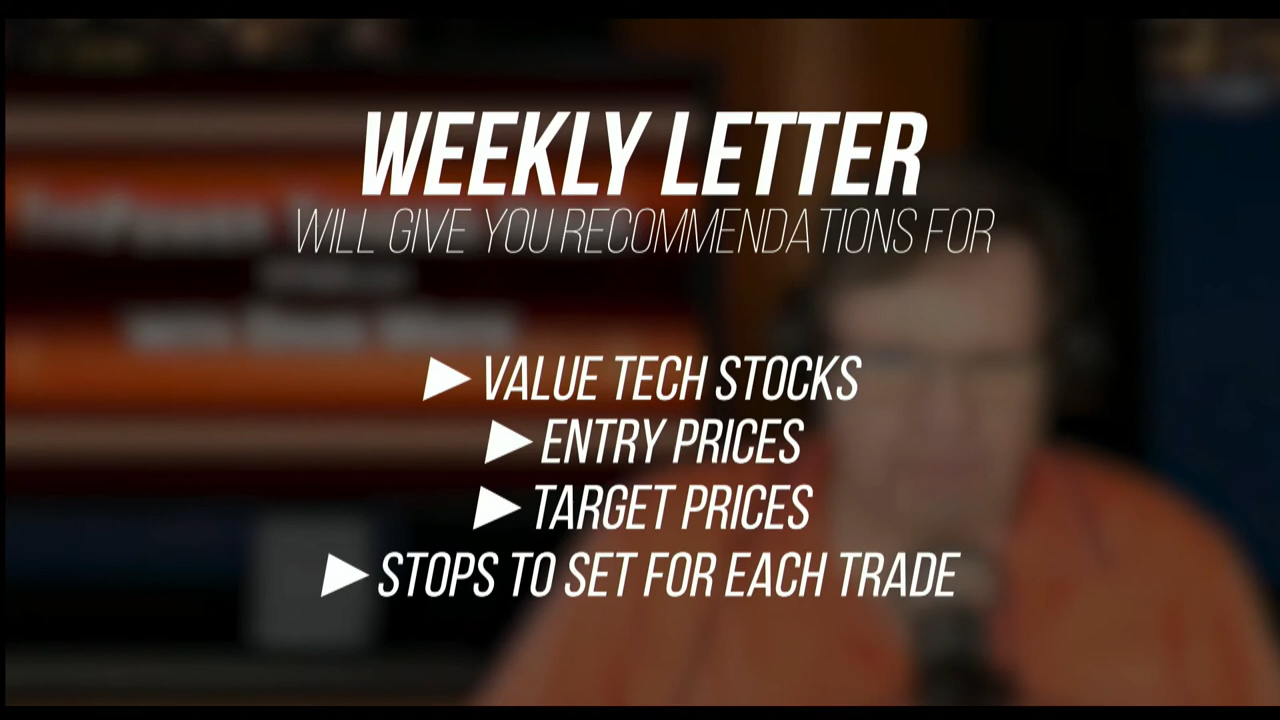 WEEKLY LETTER
WILL GIVE YOU RECOMMENDATIONS FOR
► VALUE TECH STOCKS
► ENTRY PRICES
► TARGET PRICES
► STOPS TO SET FOR EACH TRADE